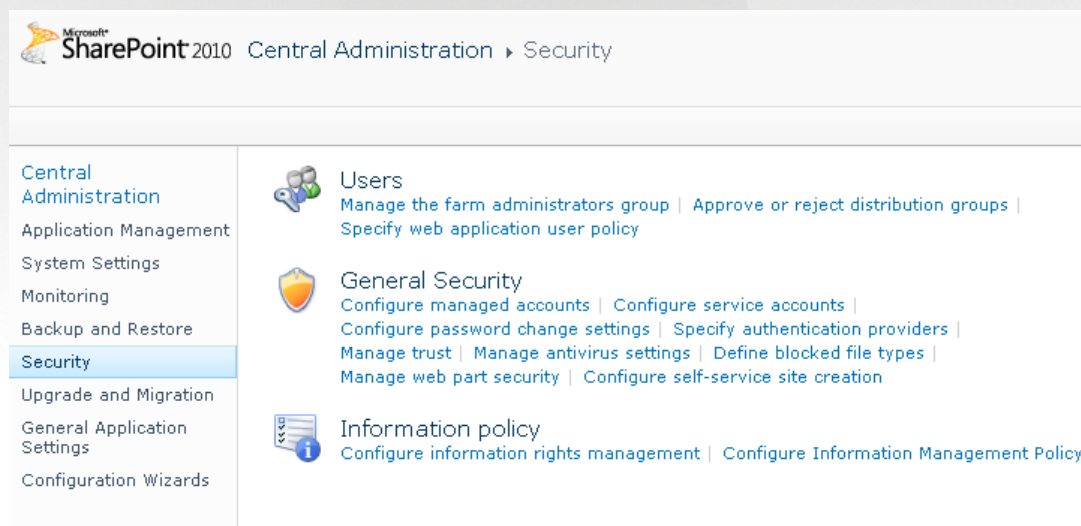 Microsoft®
SharePoint 2010 Central Administration ▸ Security
Central
Administration
Application Management
System Settings
Monitoring
Backup and Restore
Security
Upgrade and Migration
General Application
Settings
Configuration Wizards
Users
Manage the farm administrators group | Approve or reject distribution groups |
Specify web application user policy
General Security
Configure managed accounts | Configure service accounts |
Configure password change settings | Specify authentication providers |
Manage trust | Manage antivirus settings | Define blocked file types |
Manage web part security | Configure self-service site creation
Information policy
Configure information rights management | Configure Information Management Policy